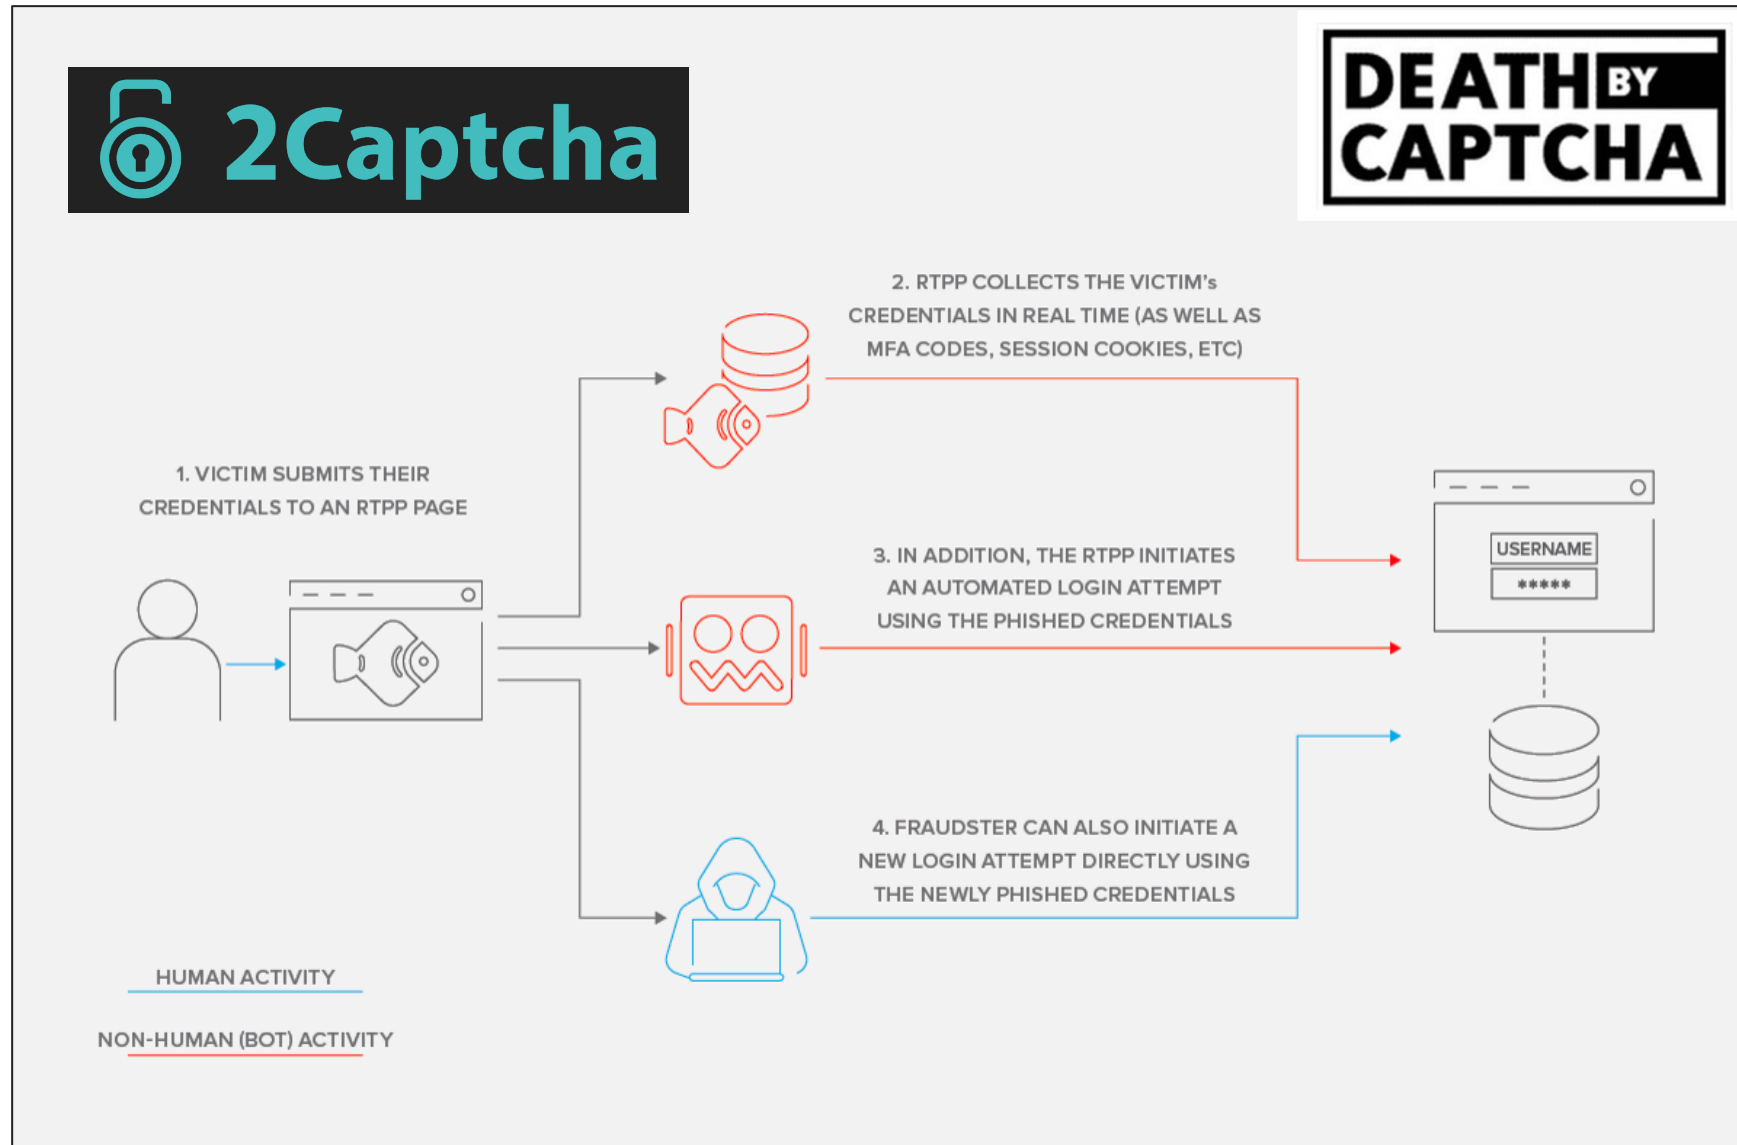 2Captcha
DEATH BY
CAPTCHA
2. RTPP COLLECTS THE VICTIM's
CREDENTIALS IN REAL TIME (AS WELL AS
MFA CODES, SESSION COOKIES, ETC)
1. VICTIM SUBMITS THEIR
CREDENTIALS TO AN RTPP PAGE
3. IN ADDITION, THE RTPP INITIATES
AN AUTOMATED LOGIN ATTEMPT
USING THE PHISHED CREDENTIALS
USERNAME
*****
4. FRAUDSTER CAN ALSO INITIATE A
NEW LOGIN ATTEMPT DIRECTLY USING
THE NEWLY PHISHED CREDENTIALS
HUMAN ACTIVITY
NON-HUMAN (BOT) ACTIVITY